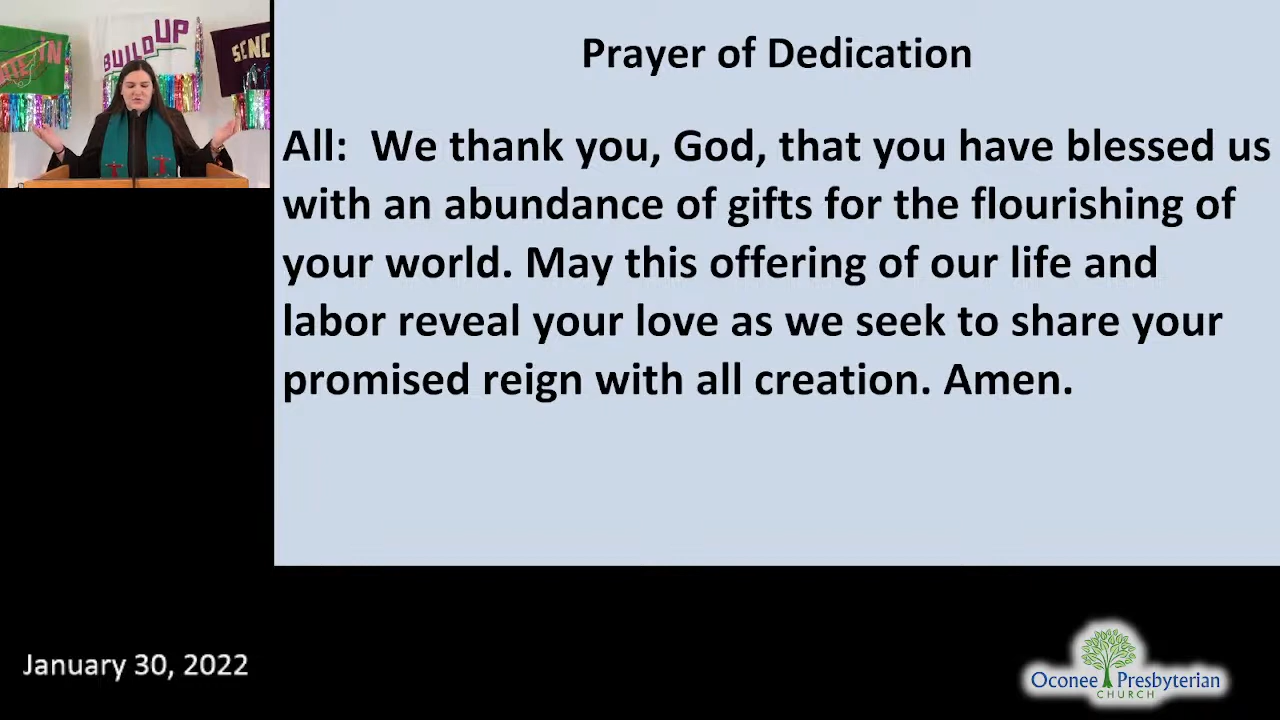 IN
BUILD UP
SEND
Prayer of Dedication
All: We thank you, God, that you have blessed us
with an abundance of gifts for the flourishing of
your world. May this offering of our life and
labor reveal your love as we seek to share your
promised reign with all creation. Amen.
January 30, 2022
Oconee Presbyterian
CHURCH